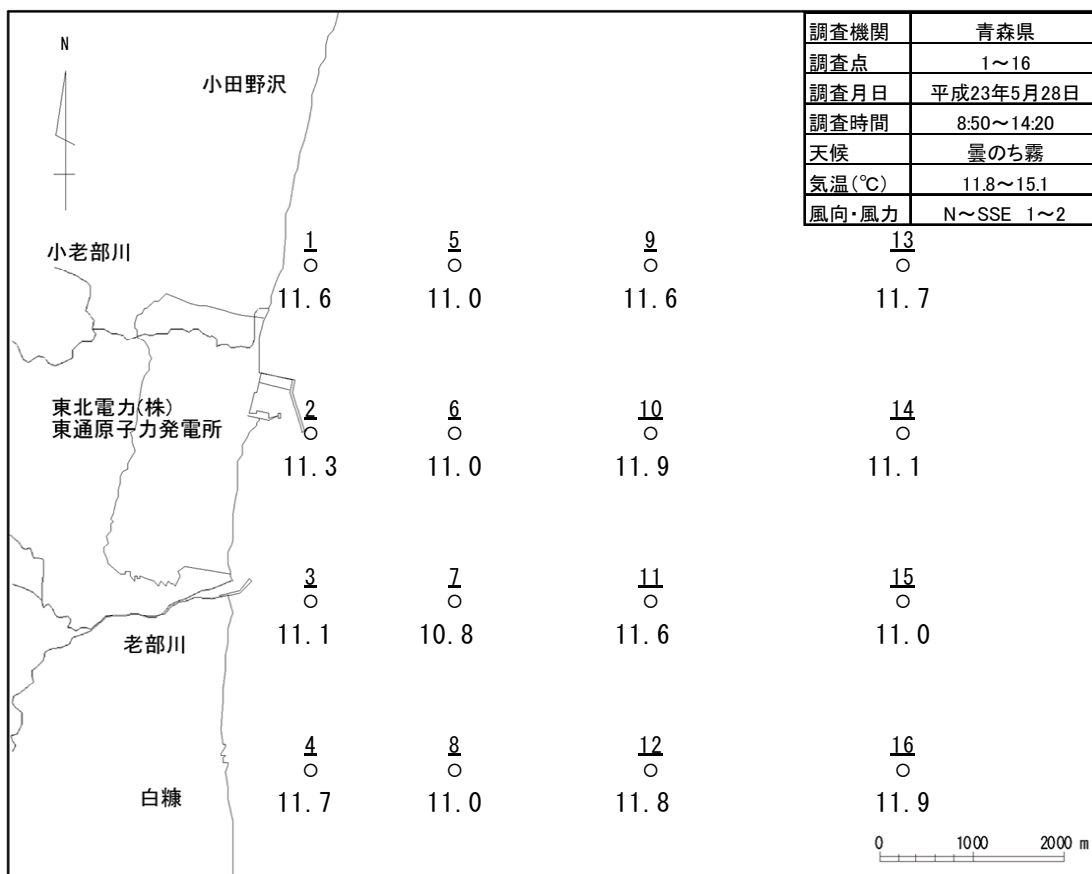 調査機関 青森県
調査点 1～16
調査月日 平成23年5月28日
調査時間 8:50～14:20
天候 曇のち霧
気温(℃) 11.8～15.1
風向・風力 N～SSE 1～2
N
小田野沢
小老部川
1 5 9 13
11.6 11.0 11.6 11.7
東北電力(株)
東通原子力発電所
2 6 10 14
11.3 11.0 11.9 11.1
3 7 11 15
11.1 10.8 11.6 11.0
老部川
4 8 12 16
11.7 11.0 11.8 11.9
白糠
0 1000 2000 m